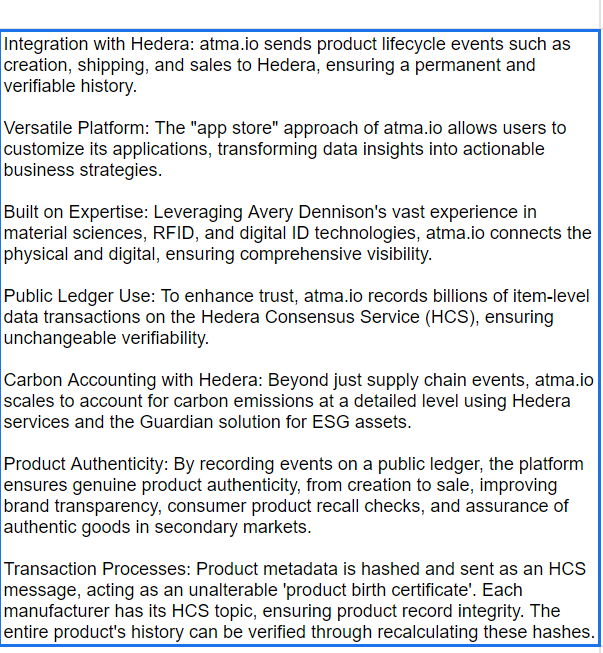 Integration with Hedera: atma.io sends product lifecycle events such as
creation, shipping, and sales to Hedera, ensuring a permanent and
verifiable history.
Versatile Platform: The "app store" approach of atma.io allows users to
customize its applications, transforming data insights into actionable
business strategies.
Built on Expertise: Leveraging Avery Dennison's vast experience in
material sciences, RFID, and digital ID technologies, atma.io connects the
physical and digital, ensuring comprehensive visibility.
Public Ledger Use: To enhance trust, atma.io records billions of item-level
data transactions on the Hedera Consensus Service (HCS), ensuring
unchangeable verifiability.
Carbon Accounting with Hedera: Beyond just supply chain events, atma.io
scales to account for carbon emissions at a detailed level using Hedera
services and the Guardian solution for ESG assets.
Product Authenticity: By recording events on a public ledger, the platform
ensures genuine product authenticity, from creation to sale, improving
brand transparency, consumer product recall checks, and assurance of
authentic goods in secondary markets.
Transaction Processes: Product metadata is hashed and sent as an HCS
message, acting as an unalterable 'product birth certificate'. Each
manufacturer has its HCS topic, ensuring product record integrity. The
entire product's history can be verified through recalculating these hashes.